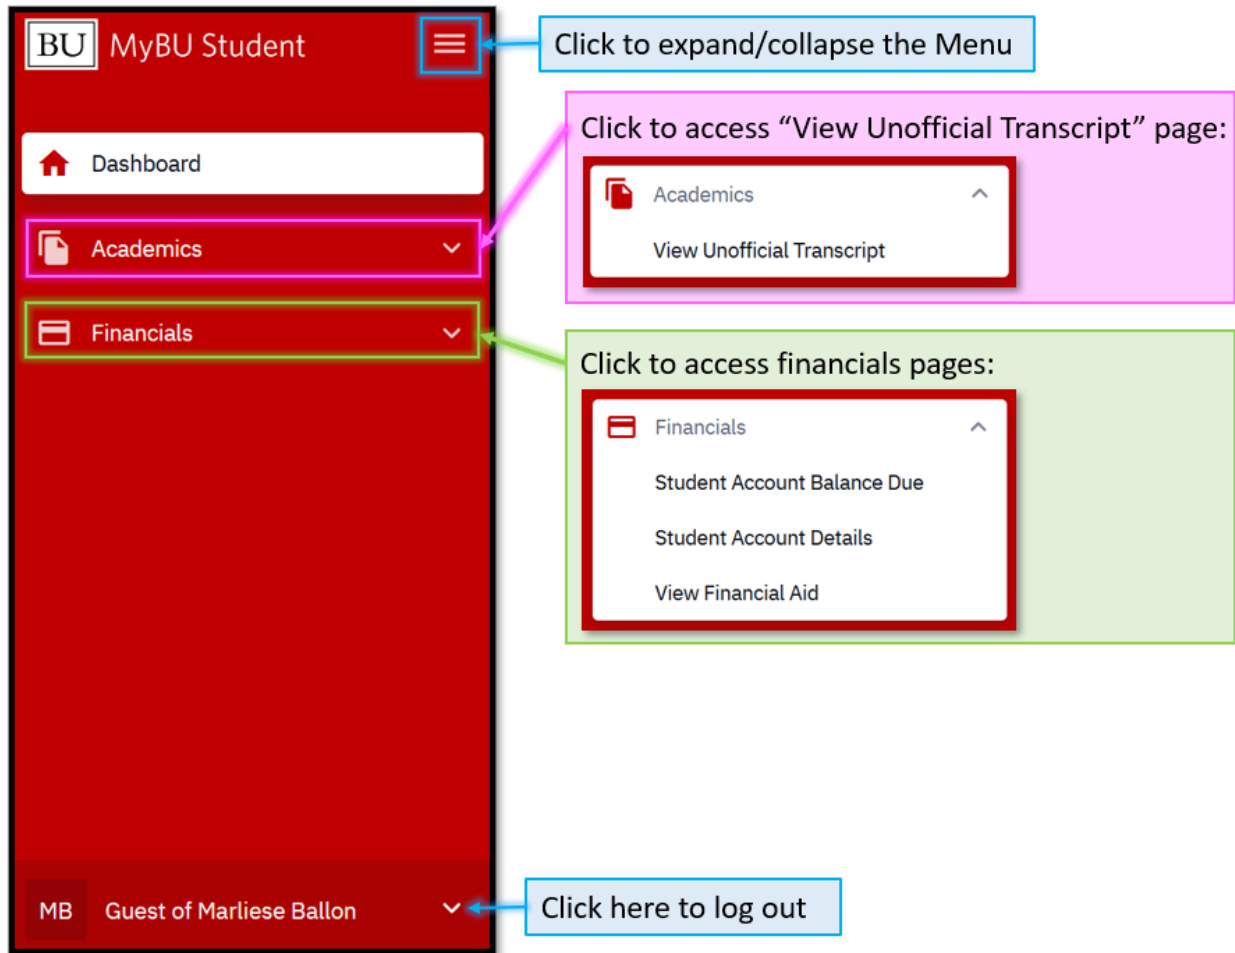 BU MyBU Student
Click to expand/collapse the Menu
Dashboard
Academics
Financials
Click to access “View Unofficial Transcript” page:
Academics
View Unofficial Transcript
Click to access financials pages:
Financials
Student Account Balance Due
Student Account Details
View Financial Aid
MB Guest of Marliese Ballon
Click here to log out